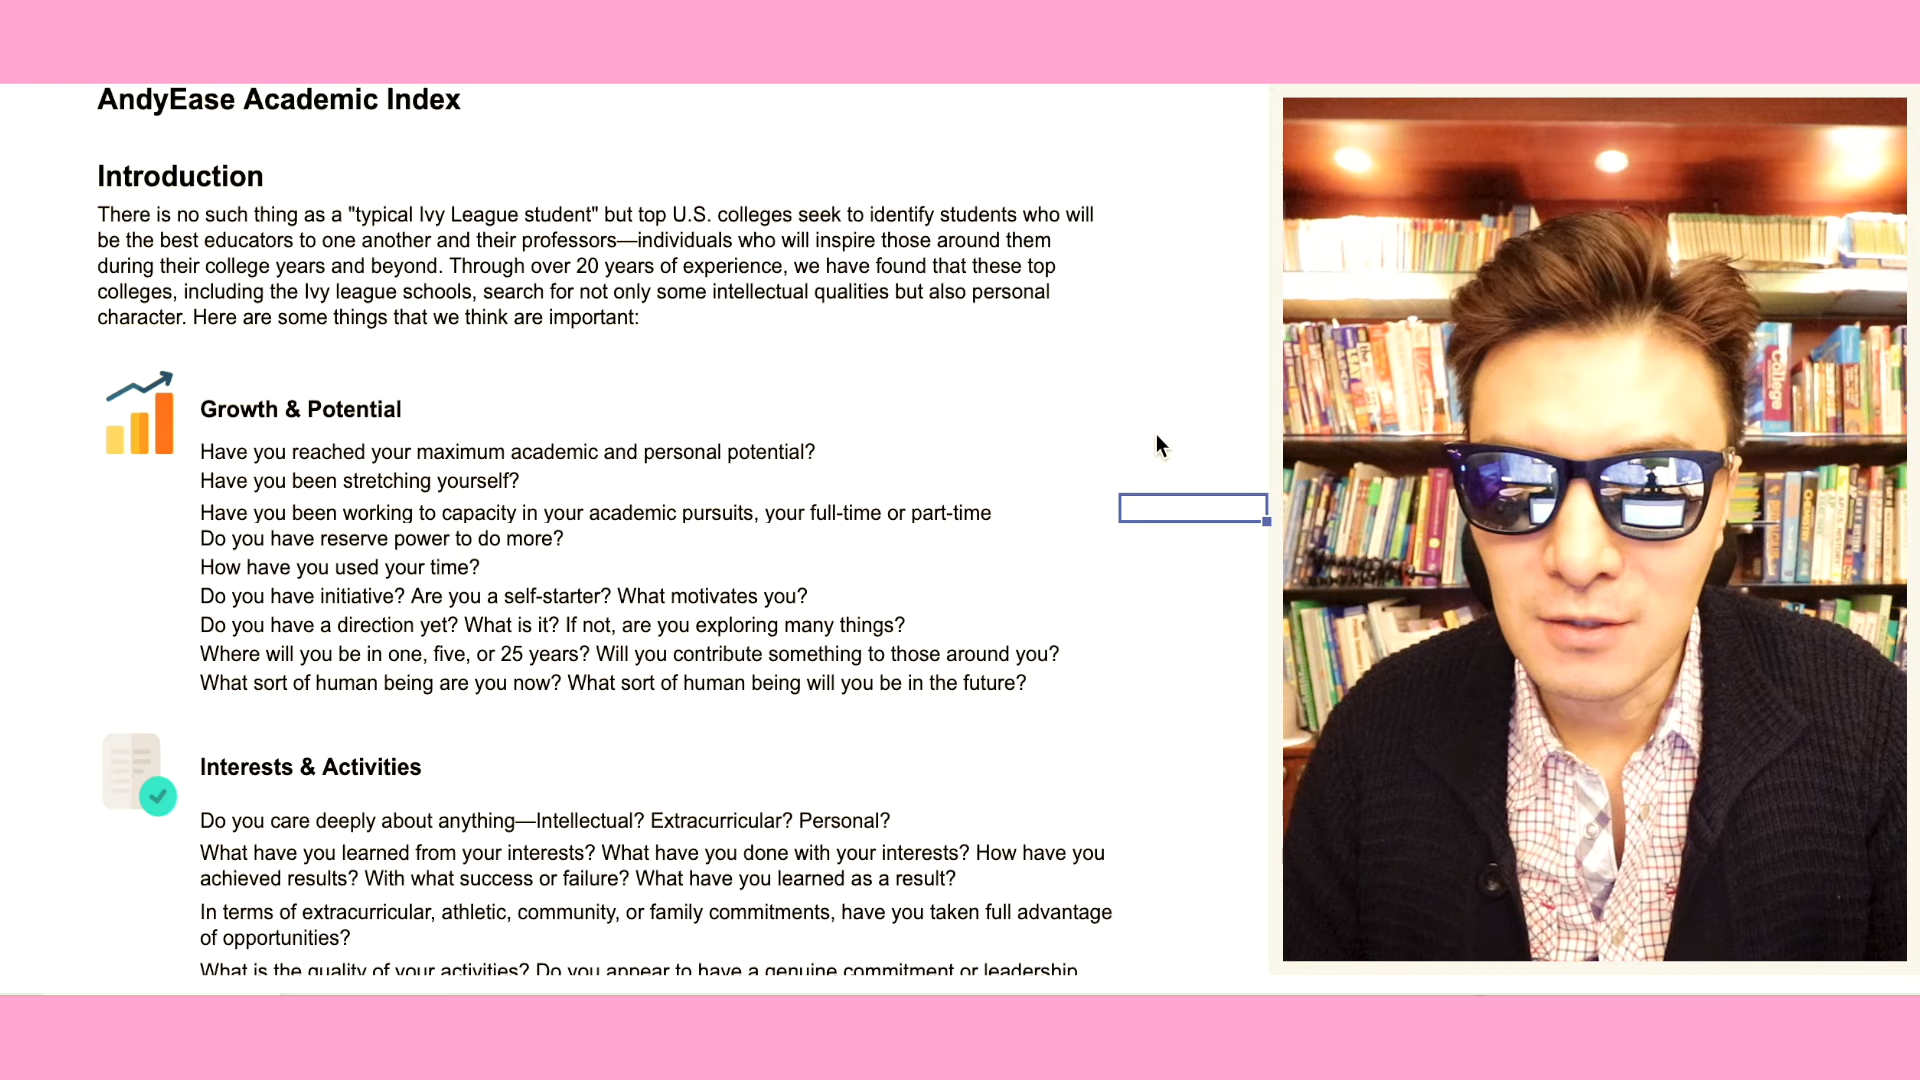 AndyEase Academic Index
Introduction
There is no such thing as a "typical Ivy League student" but top U.S. colleges seek to identify students who will
be the best educators to one another and their professors—individuals who will inspire those around them
during their college years and beyond. Through over 20 years of experience, we have found that these top
colleges, including the Ivy league schools, search for not only some intellectual qualities but also personal
character. Here are some things that we think are important:
Growth & Potential
Have you reached your maximum academic and personal potential?
Have you been stretching yourself?
Have you been working to capacity in your academic pursuits, your full-time or part-time
Do you have reserve power to do more?
How have you used your time?
Do you have initiative? Are you a self-starter? What motivates you?
Do you have a direction yet? What is it? If not, are you exploring many things?
Where will you be in one, five, or 25 years? Will you contribute something to those around you?
What sort of human being are you now? What sort of human being will you be in the future?
Interests & Activities
Do you care deeply about anything—Intellectual? Extracurricular? Personal?
What have you learned from your interests? What have you done with your interests? How have you
achieved results? With what success or failure? What have you learned as a result?
In terms of extracurricular, athletic, community, or family commitments, have you taken full advantage
of opportunities?
What is the quality of your activities? Do you appear to have a genuine commitment or leadership
College